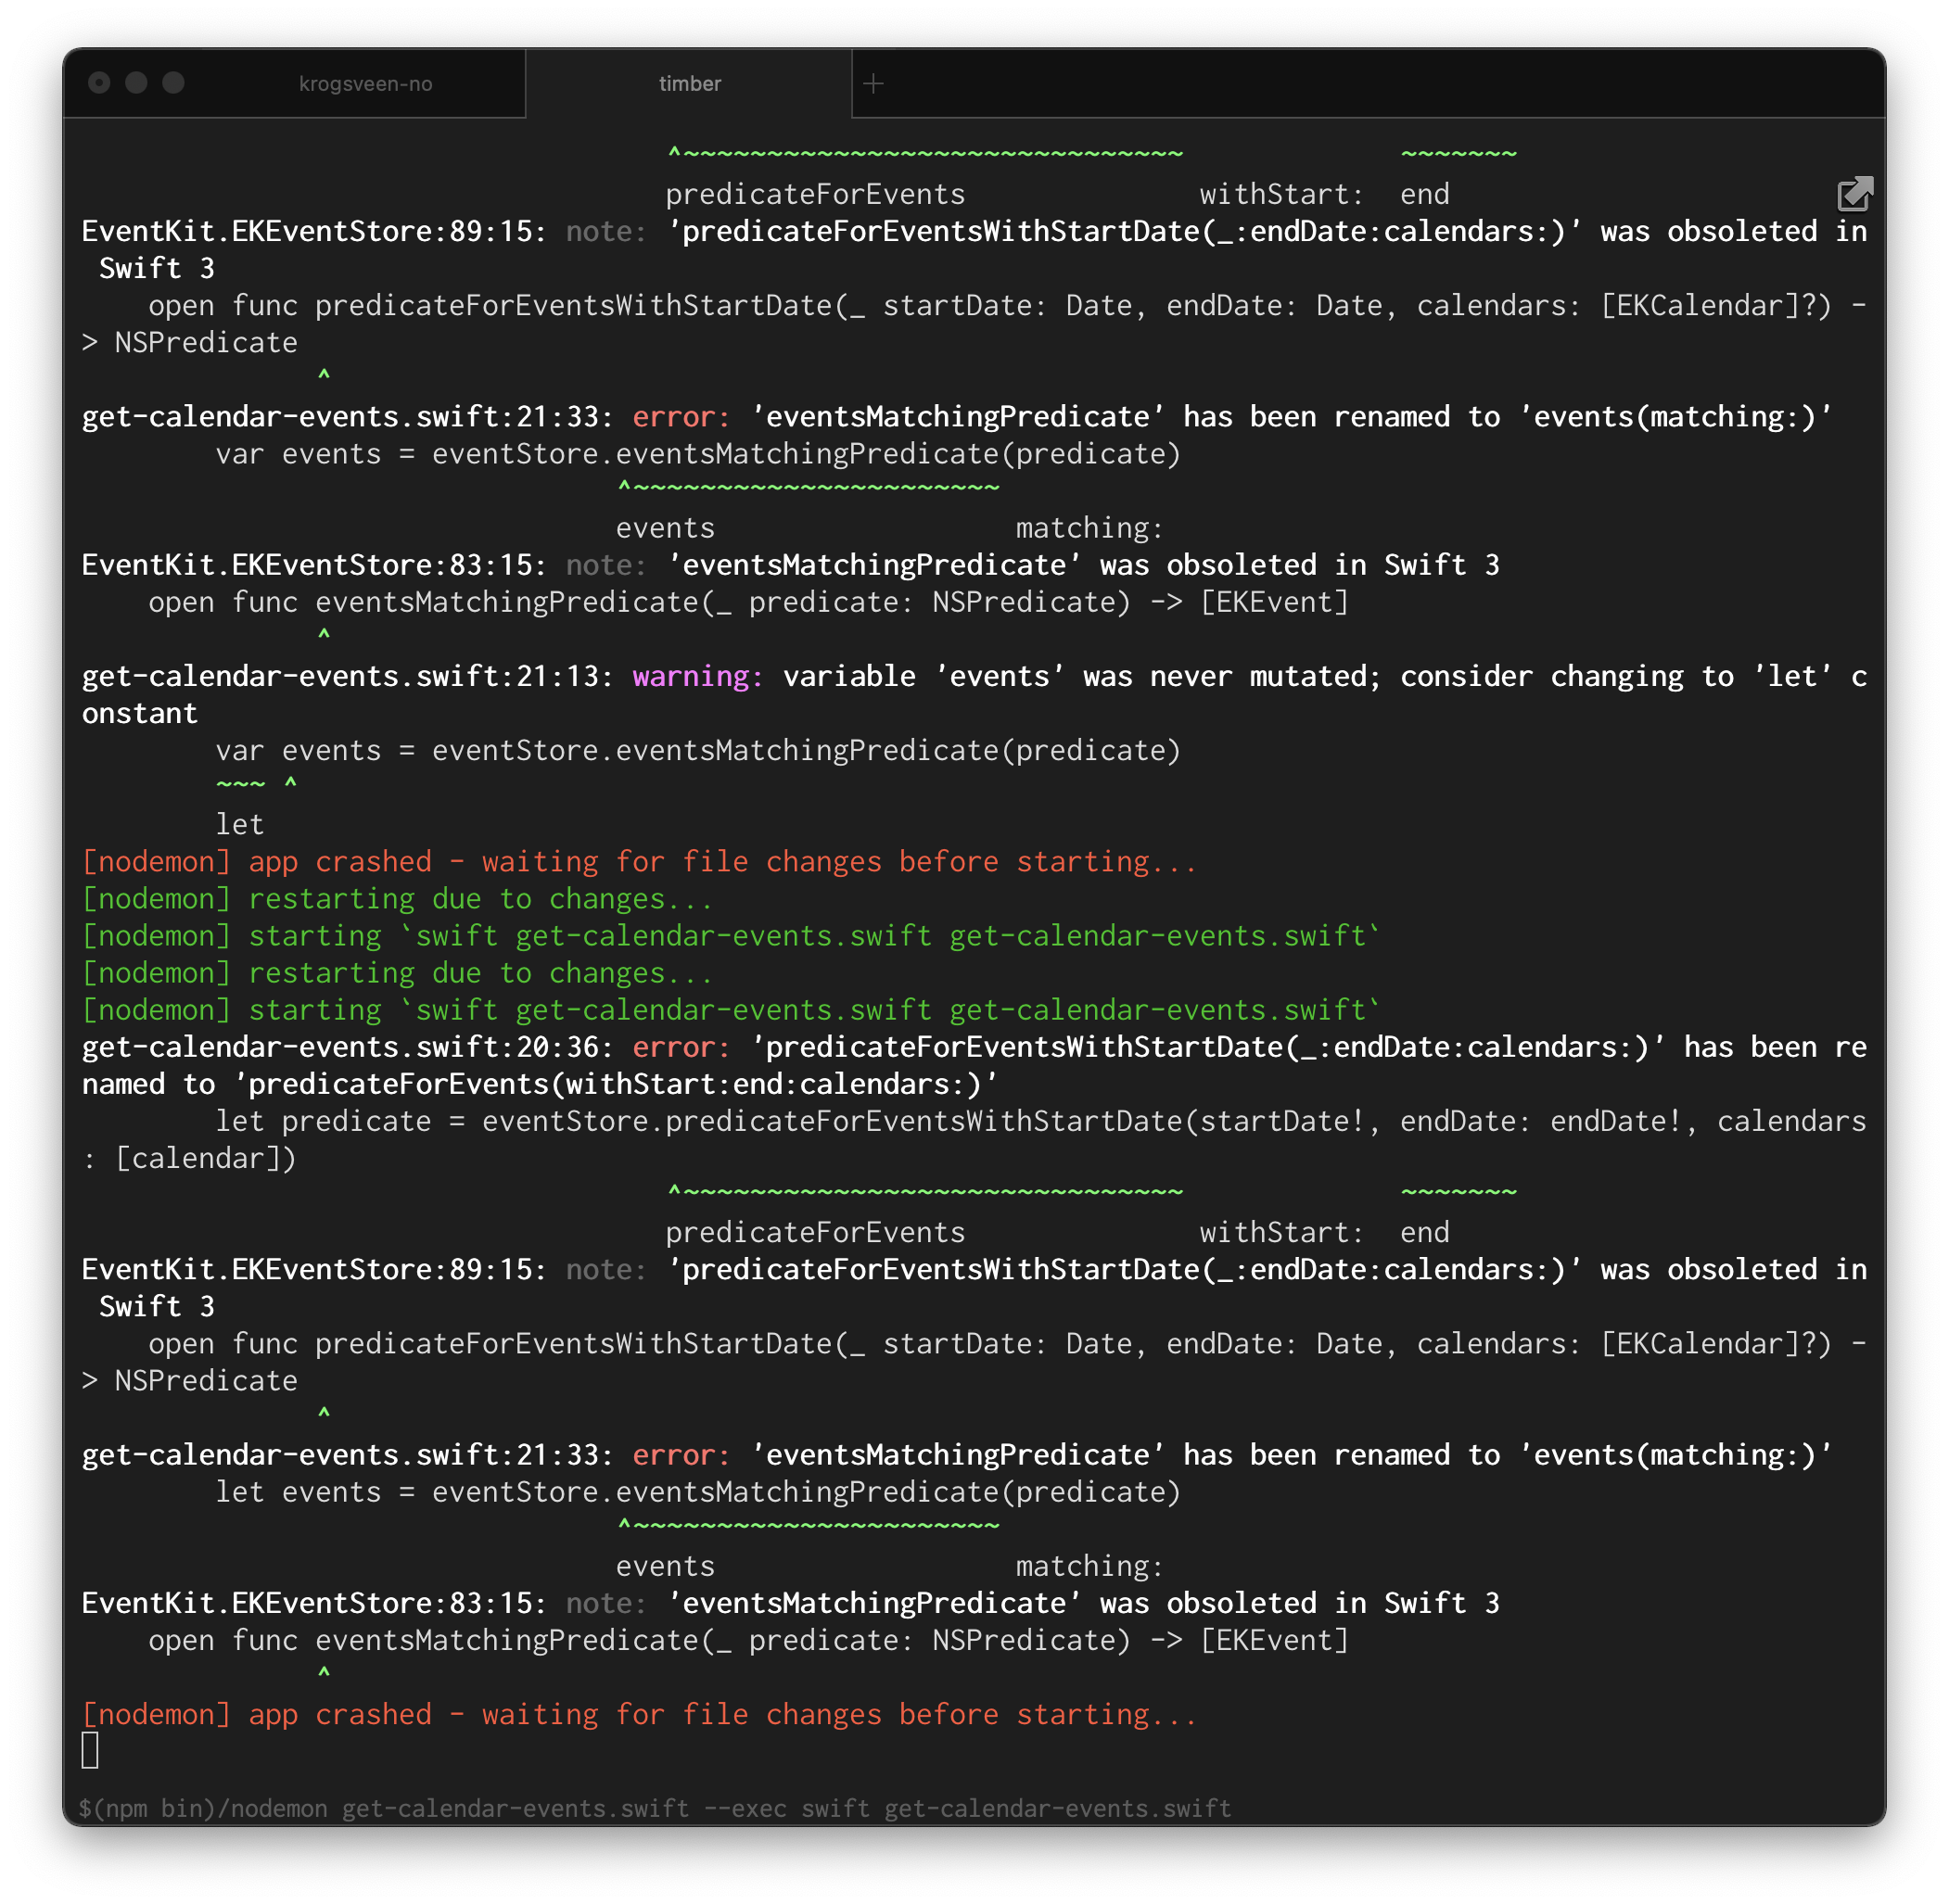 krogsveen-no timber +
^~~~~~~~~~~~~~~~~~~~~~~~~~~~~~~ ~~~~~~~
predicateForEvents withStart: end
EventKit.EKEventStore:89:15: note: 'predicateForEventsWithStartDate(_:endDate:calendars:)' was obsoleted in
Swift 3
open func predicateForEventsWithStartDate(_ startDate: Date, endDate: Date, calendars: [EKCalendar]?) -
> NSPredicate
^
get-calendar-events.swift:21:33: error: 'eventsMatchingPredicate' has been renamed to 'events(matching:)'
var events = eventStore.eventsMatchingPredicate(predicate)
^~~~~~~~~~~~~~~~~~~~~~~
events matching:
EventKit.EKEventStore:83:15: note: 'eventsMatchingPredicate' was obsoleted in Swift 3
open func eventsMatchingPredicate(_ predicate: NSPredicate) -> [EKEvent]
^
get-calendar-events.swift:21:13: warning: variable 'events' was never mutated; consider changing to 'let' c
onstant
var events = eventStore.eventsMatchingPredicate(predicate)
~~~ ^
let
[nodemon] app crashed - waiting for file changes before starting...
[nodemon] restarting due to changes...
[nodemon] starting `swift get-calendar-events.swift get-calendar-events.swift`
[nodemon] restarting due to changes...
[nodemon] starting `swift get-calendar-events.swift get-calendar-events.swift`
get-calendar-events.swift:20:36: error: 'predicateForEventsWithStartDate(_:endDate:calendars:)' has been re
named to 'predicateForEvents(withStart:end:calendars:)'
let predicate = eventStore.predicateForEventsWithStartDate(startDate!, endDate: endDate!, calendars
: [calendar])
^~~~~~~~~~~~~~~~~~~~~~~~~~~~~~~ ~~~~~~~
predicateForEvents withStart: end
EventKit.EKEventStore:89:15: note: 'predicateForEventsWithStartDate(_:endDate:calendars:)' was obsoleted in
Swift 3
open func predicateForEventsWithStartDate(_ startDate: Date, endDate: Date, calendars: [EKCalendar]?) -
> NSPredicate
^
get-calendar-events.swift:21:33: error: 'eventsMatchingPredicate' has been renamed to 'events(matching:)'
let events = eventStore.eventsMatchingPredicate(predicate)
^~~~~~~~~~~~~~~~~~~~~~~
events matching:
EventKit.EKEventStore:83:15: note: 'eventsMatchingPredicate' was obsoleted in Swift 3
open func eventsMatchingPredicate(_ predicate: NSPredicate) -> [EKEvent]
^
[nodemon] app crashed - waiting for file changes before starting...
$(npm bin)/nodemon get-calendar-events.swift --exec swift get-calendar-events.swift